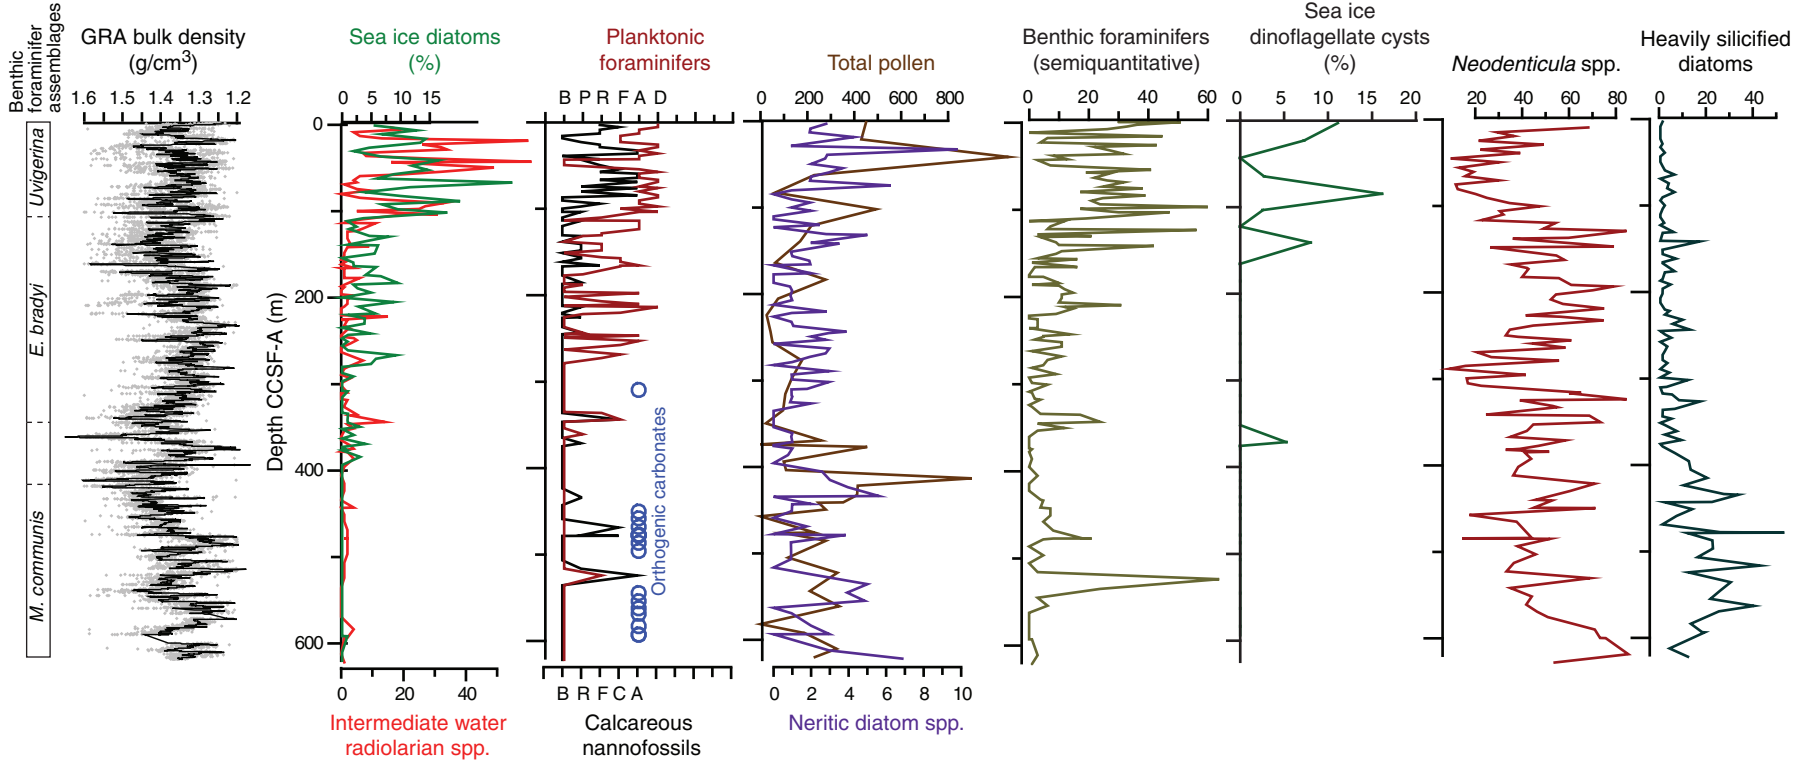 Benthic
foraminifer
assemblages
GRA bulk density
(g/cm3)
1.6 1.5 1.4 1.3 1.2
Sea ice diatoms
(%)
0 5 10 15
Planktonic
foraminifers
B P R F A D
Total pollen
0 200 400 600 800
Benthic foraminifers
(semiquantitative)
0 20 40 60
Sea ice
dinoflagellate cysts
(%)
0 5 10 15 20
Neodenticula spp.
20 40 60 80
Heavily silicified
diatoms
0 20 40
Uvigerina
E. bradyi
M. communis
Depth CCSF-A (m)
0
200
400
600
Orthogenic carbonates
0 20 40
Intermediate water
radiolarian spp.
B R F C A
Calcareous
nannofossils
0 2 4 6 8 10
Neritic diatom spp.